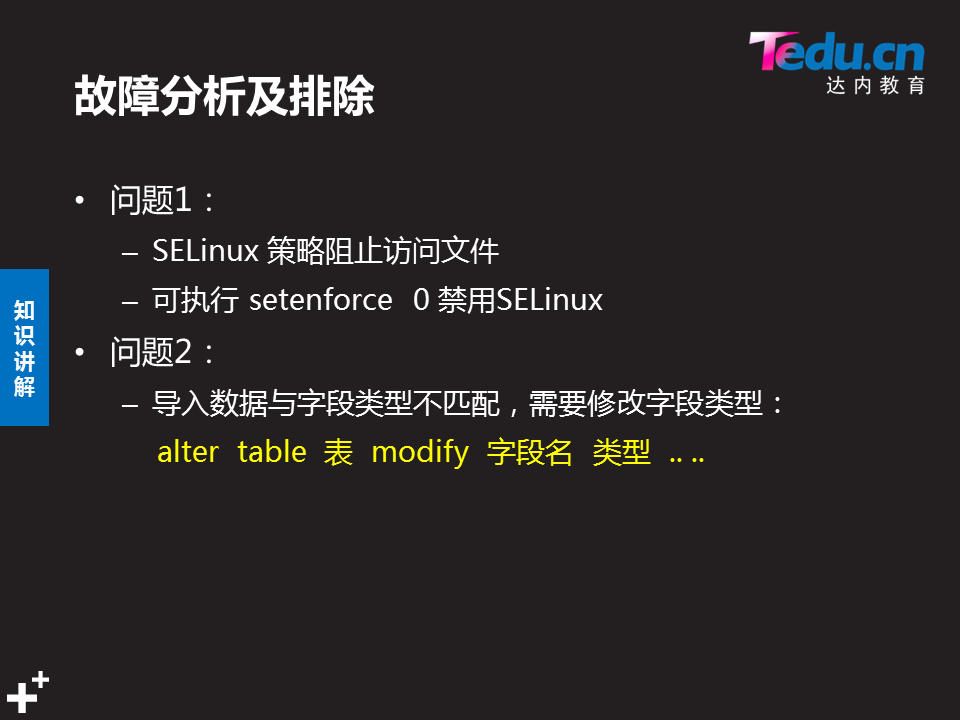 Tedu.cn
达内教育
故障分析及排除
• 问题1：
– SELinux 策略阻止访问文件
– 可执行 setenforce 0 禁用SELinux
• 问题2：
– 导入数据与字段类型不匹配，需要修改字段类型：
alter table 表 modify 字段名 类型 .. ..
知识讲解